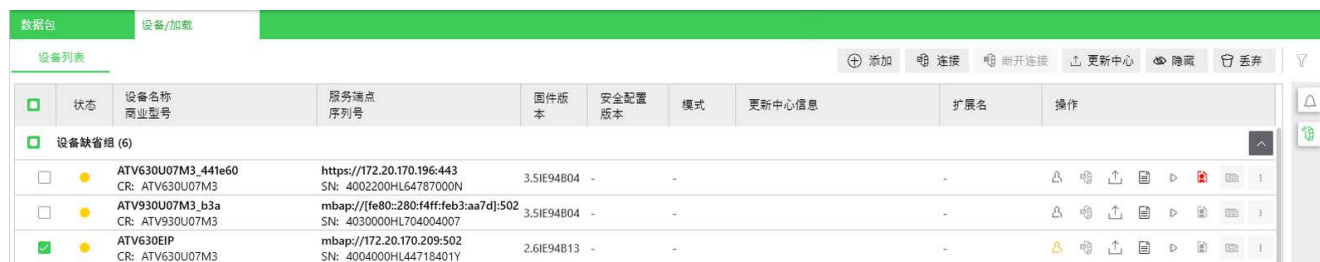 数据包 设备/加载
设备列表 添加 连接 断开连接 更新中心 隐藏 丢弃
状态 设备名称 服务端点 固件版 安全配置 模式 更新中心信息 扩展名 操作
商业型号 序列号 本 版本
设备缺省组 (6)
ATV630U07M3_441e60 https://172.20.170.196:443
CR: ATV630U07M3 SN: 4002200HL64787000N 3.5IE94B04 - - -
ATV930U07M3_b3a mbap://[fe80::280:f4ff:feb3:aa7d]:502
CR: ATV930U07M3 SN: 4030000HL704004007 3.5IE94B04 - - -
ATV630EIP mbap://172.20.170.209:502
CR: ATV630U07M3 SN: 4004000HL44718401Y 2.6IE94B13 - - -